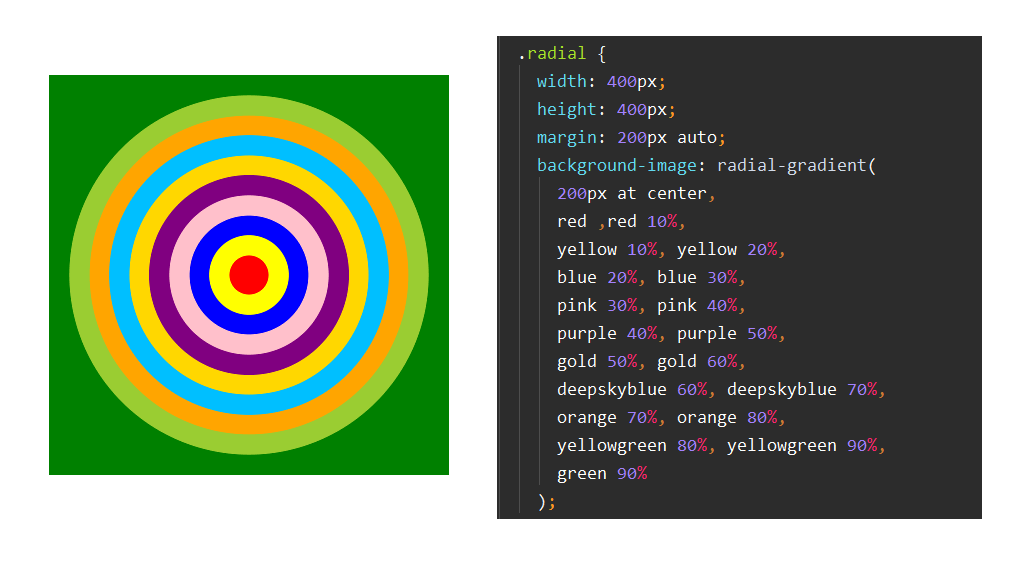 .radial {
width: 400px;
height: 400px;
margin: 200px auto;
background-image: radial-gradient(
200px at center,
red ,red 10%,
yellow 10%, yellow 20%,
blue 20%, blue 30%,
pink 30%, pink 40%,
purple 40%, purple 50%,
gold 50%, gold 60%,
deepskyblue 60%, deepskyblue 70%,
orange 70%, orange 80%,
yellowgreen 80%, yellowgreen 90%,
green 90%
);